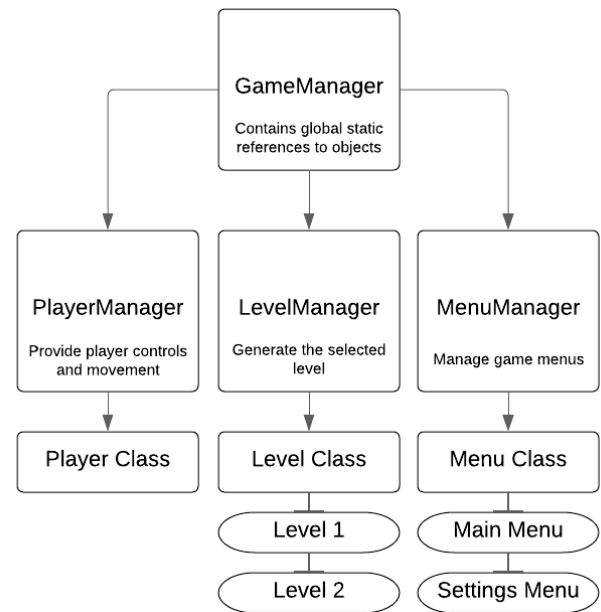 GameManager
Contains global static
references to objects
PlayerManager
Provide player controls
and movement
LevelManager
Generate the selected
level
MenuManager
Manage game menus
Player Class
Level Class
Menu Class
Level 1
Main Menu
Level 2
Settings Menu